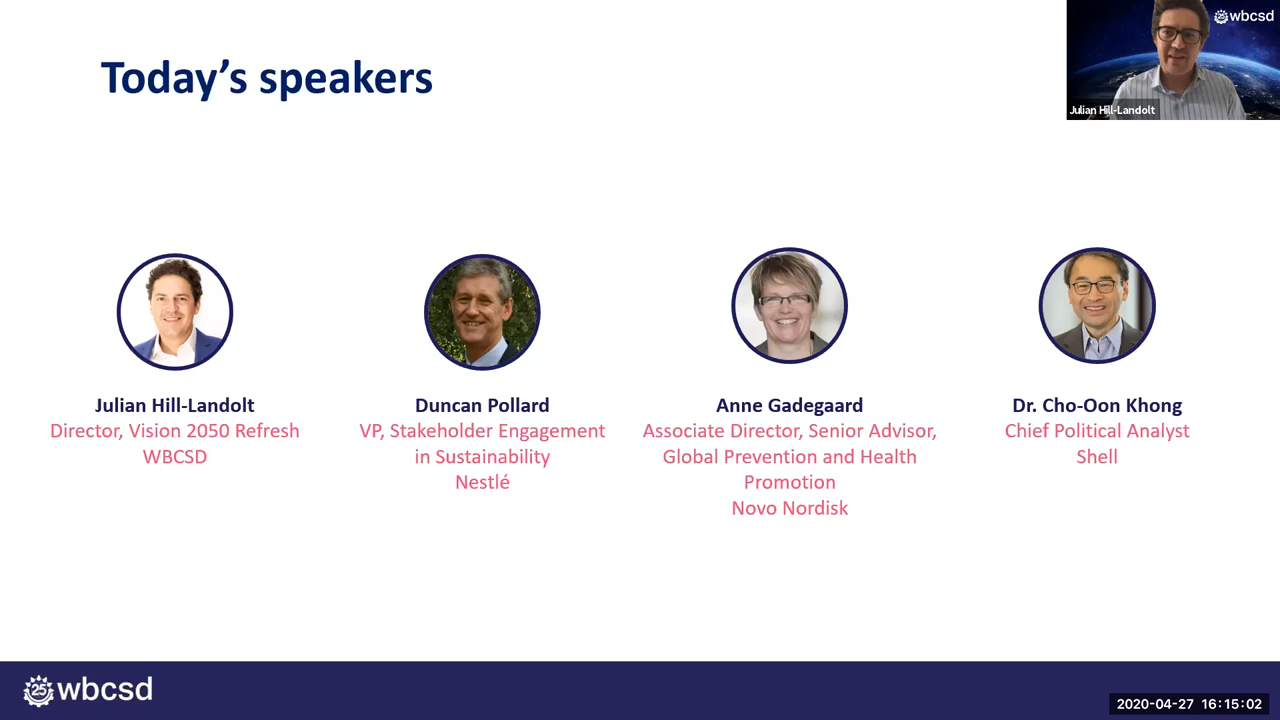 Today's speakers
wbcsd
Julian Hill-Landolt
Julian Hill-Landolt
Director, Vision 2050 Refresh
WBCSD
Duncan Pollard
VP, Stakeholder Engagement
in Sustainability
Nestlé
Anne Gadegaard
Associate Director, Senior Advisor,
Global Prevention and Health
Promotion
Novo Nordisk
Dr. Cho-Oon Khong
Chief Political Analyst
Shell
25 wbcsd
2020-04-27 16:15:02